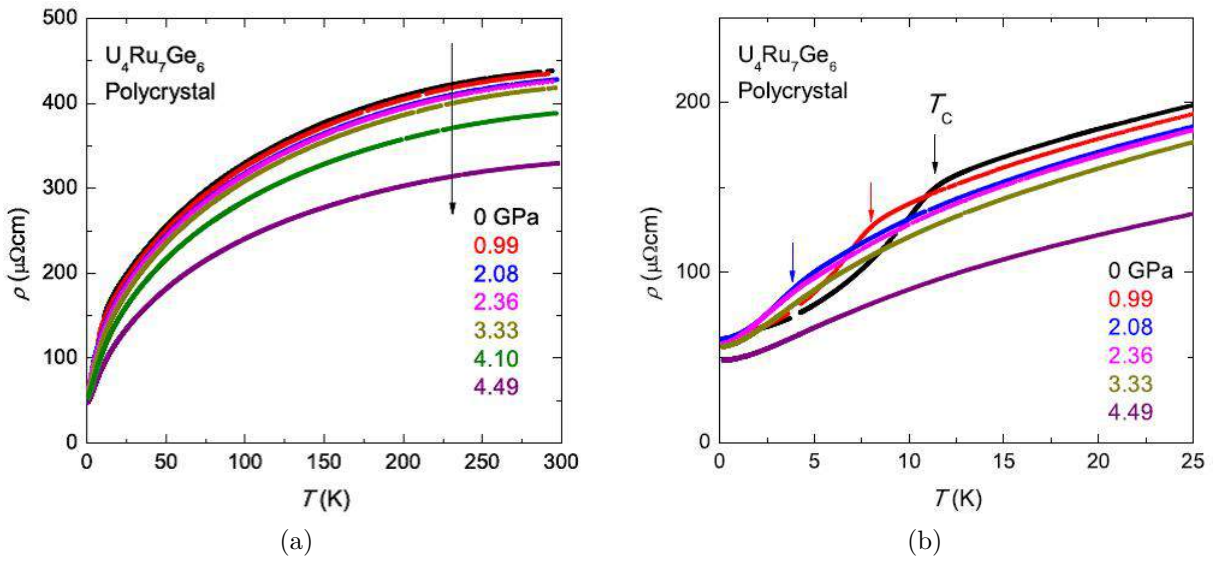 500
400
300
200
100
0
ρ (μΩcm)
U₄Ru₇Ge₆
Polycrystal
0 GPa
0.99
2.08
2.36
3.33
4.10
4.49
0 50 100 150 200 250 300
T (K)
(a)
200
100
0
ρ (μΩcm)
U₄Ru₇Ge₆
Polycrystal
T_C
0 GPa
0.99
2.08
2.36
3.33
4.49
0 5 10 15 20 25
T (K)
(b)